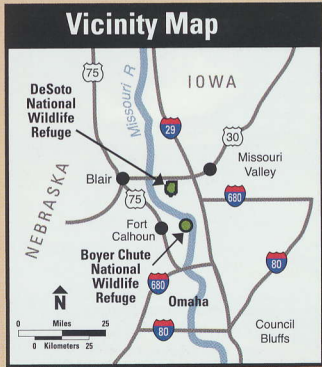 Vicinity Map
75
Missouri R
IOWA
DeSoto
National
Wildlife
Refuge
29
30
Missouri
Valley
Blair
75
680
NEBRASKA
Fort
Calhoun
Boyer Chute
National
Wildlife
Refuge
680
80
N
Omaha
0 Miles 25
0 Kilometers 25
80
Council
Bluffs